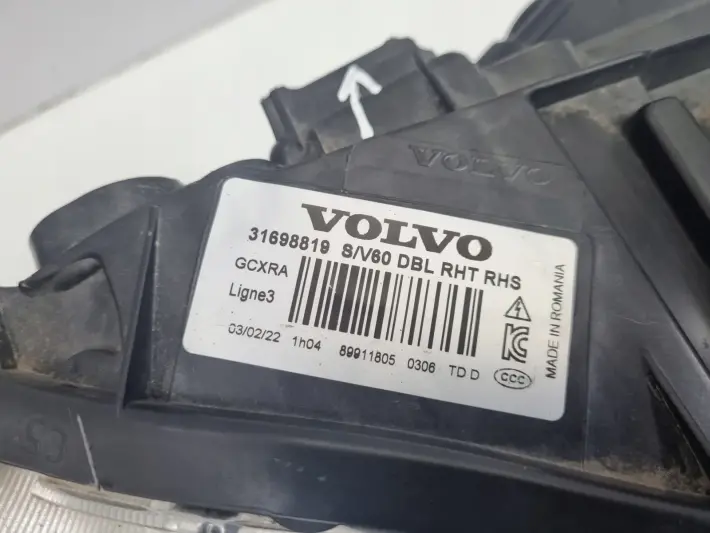 VOLVO
VOLVO
31698819 S/V60 DBL RHT RHS
GCXRA
Ligne3
03/02/22 1h04 89911805 0306 TD D
CCC
MADE IN ROMANIA